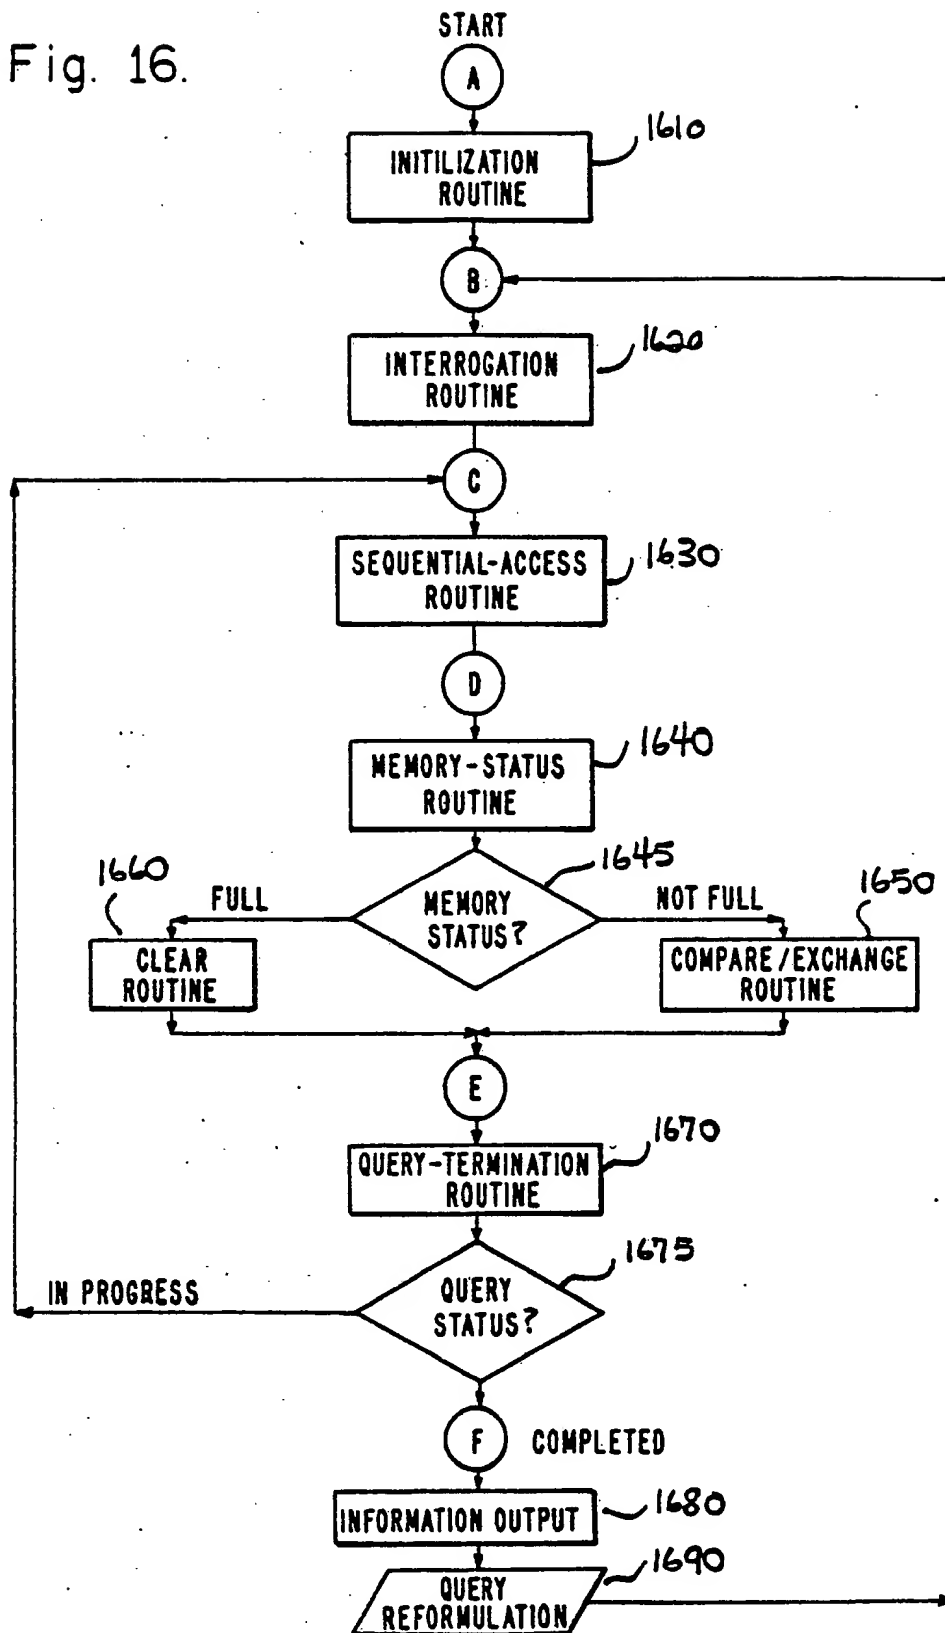 START
Fig. 16.
A
1610
INITILIZATION
ROUTINE
B
1620
INTERROGATION
ROUTINE
C
1630
SEQUENTIAL-ACCESS
ROUTINE
D
1640
MEMORY-STATUS
ROUTINE
1645
1660
FULL
MEMORY
STATUS?
NOT FULL
1650
CLEAR
ROUTINE
COMPARE/EXCHANGE
ROUTINE
E
1670
QUERY-TERMINATION
ROUTINE
1675
IN PROGRESS
QUERY
STATUS?
F
COMPLETED
1680
INFORMATION OUTPUT
1690
QUERY
REFORMULATION